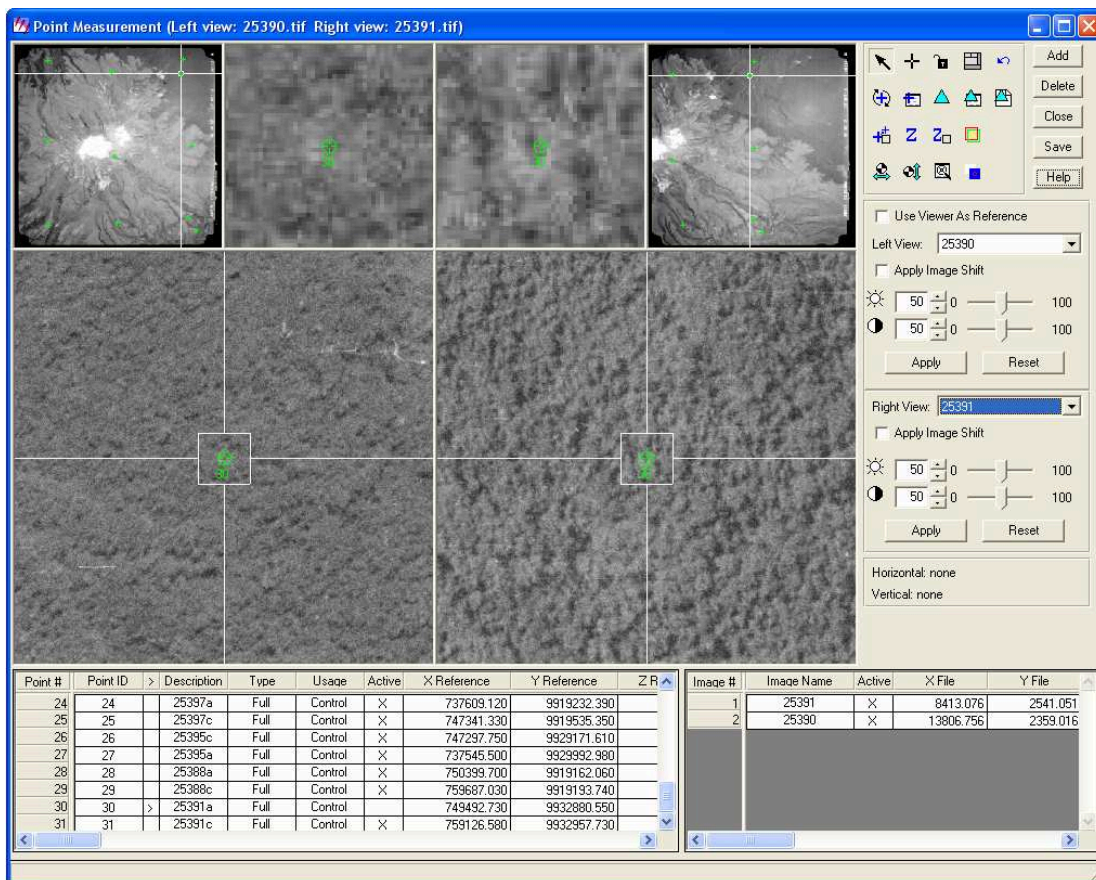 Point Measurement (Left view: 25390.tif Right view: 25391.tif)
Add
Delete
Close
Save
Help
Use Viewer As Reference
Left View: 25390
Apply Image Shift
50 0 100
50 0 100
Apply Reset
Right View: 25391
Apply Image Shift
50 0 100
50 0 100
Apply Reset
Horizontal: none
Vertical: none
Point # Point ID > Description Type Usage Active X Reference Y Reference Z R
24 24 25397a Full Control X 737609.120 9919232.390
25 25 25397c Full Control X 747341.330 9919535.350
26 26 25395c Full Control X 747297.750 9929171.610
27 27 25395a Full Control X 737545.500 9929992.980
28 28 25388a Full Control X 750399.700 9919162.060
29 29 25388c Full Control X 759687.030 9919193.740
30 30 > 25391a Full Control 749492.730 9932880.550
31 31 25391c Full Control X 759126.580 9932957.730
Image # Image Name Active X File Y File
1 25391 X 8413.076 2541.051
2 25390 X 13806.756 2359.016